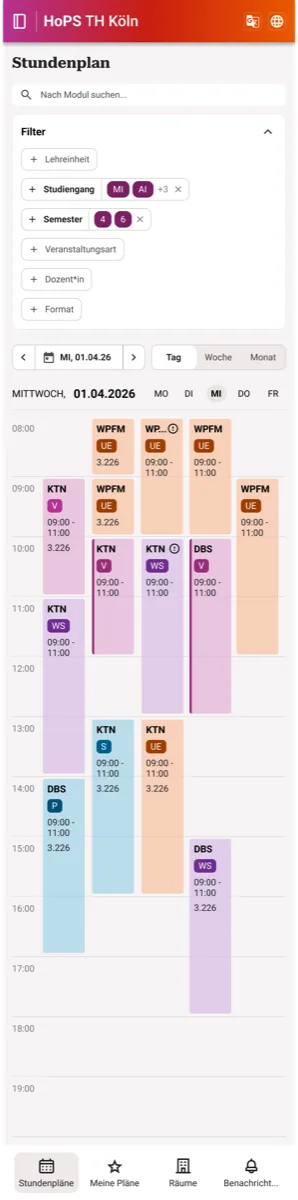 HoPS TH Köln
Stundenplan
Nach Modul suchen...
Filter
+ Lehreinheit
+ Studiengang MI AI +3 ×
+ Semester 4 6 ×
+ Veranstaltungsart
+ Dozent*in
+ Format
MI, 01.04.26
Tag Woche Monat
MITTWOCH, 01.04.2026 MO DI MI DO FR
08:00
WPFM
UE
3.226
WP...
UE
09:00 -
11:00
WPFM
UE
09:00 -
11:00
09:00
KTN
V
09:00 -
11:00
3.226
WPFM
UE
3.226
WPFM
UE
09:00 -
11:00
10:00
KTN
V
09:00 -
11:00
KTN
WS
09:00 -
11:00
DBS
V
09:00 -
11:00
11:00
KTN
WS
09:00 -
11:00
12:00
13:00
KTN
S
09:00 -
11:00
3.226
KTN
UE
09:00 -
11:00
3.226
14:00
DBS
P
09:00 -
11:00
3.226
15:00
DBS
WS
09:00 -
11:00
3.226
16:00
17:00
18:00
19:00
Stundenpläne Meine Pläne Räume Benachricht...